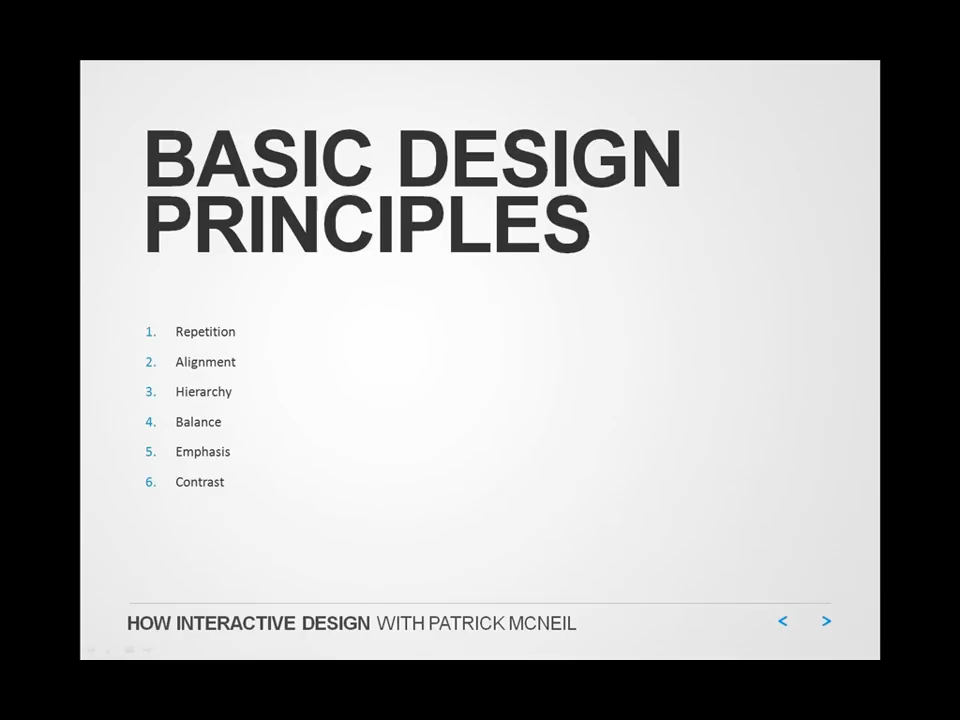 BASIC DESIGN
PRINCIPLES
1. Repetition
2. Alignment
3. Hierarchy
4. Balance
5. Emphasis
6. Contrast
HOW INTERACTIVE DESIGN WITH PATRICK MCNEIL < >